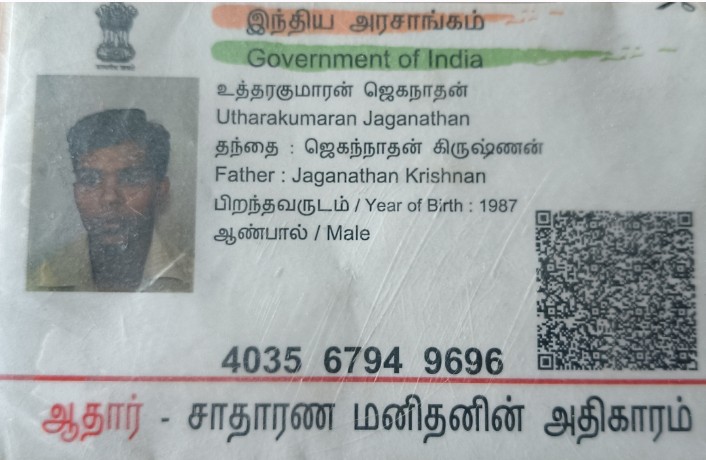 இந்திய அரசாங்கம்
Government of India
உத்தரகுமாரன் ஜெகநாதன்
Utharakumaran Jaganathan
தந்தை : ஜெகந்நாதன் கிருஷ்ணன்
Father : Jaganathan Krishnan
பிறந்தவருடம் / Year of Birth : 1987
ஆண்பால் / Male
4035 6794 9696
ஆதார் - சாதாரண மனிதனின் அதிகாரம்